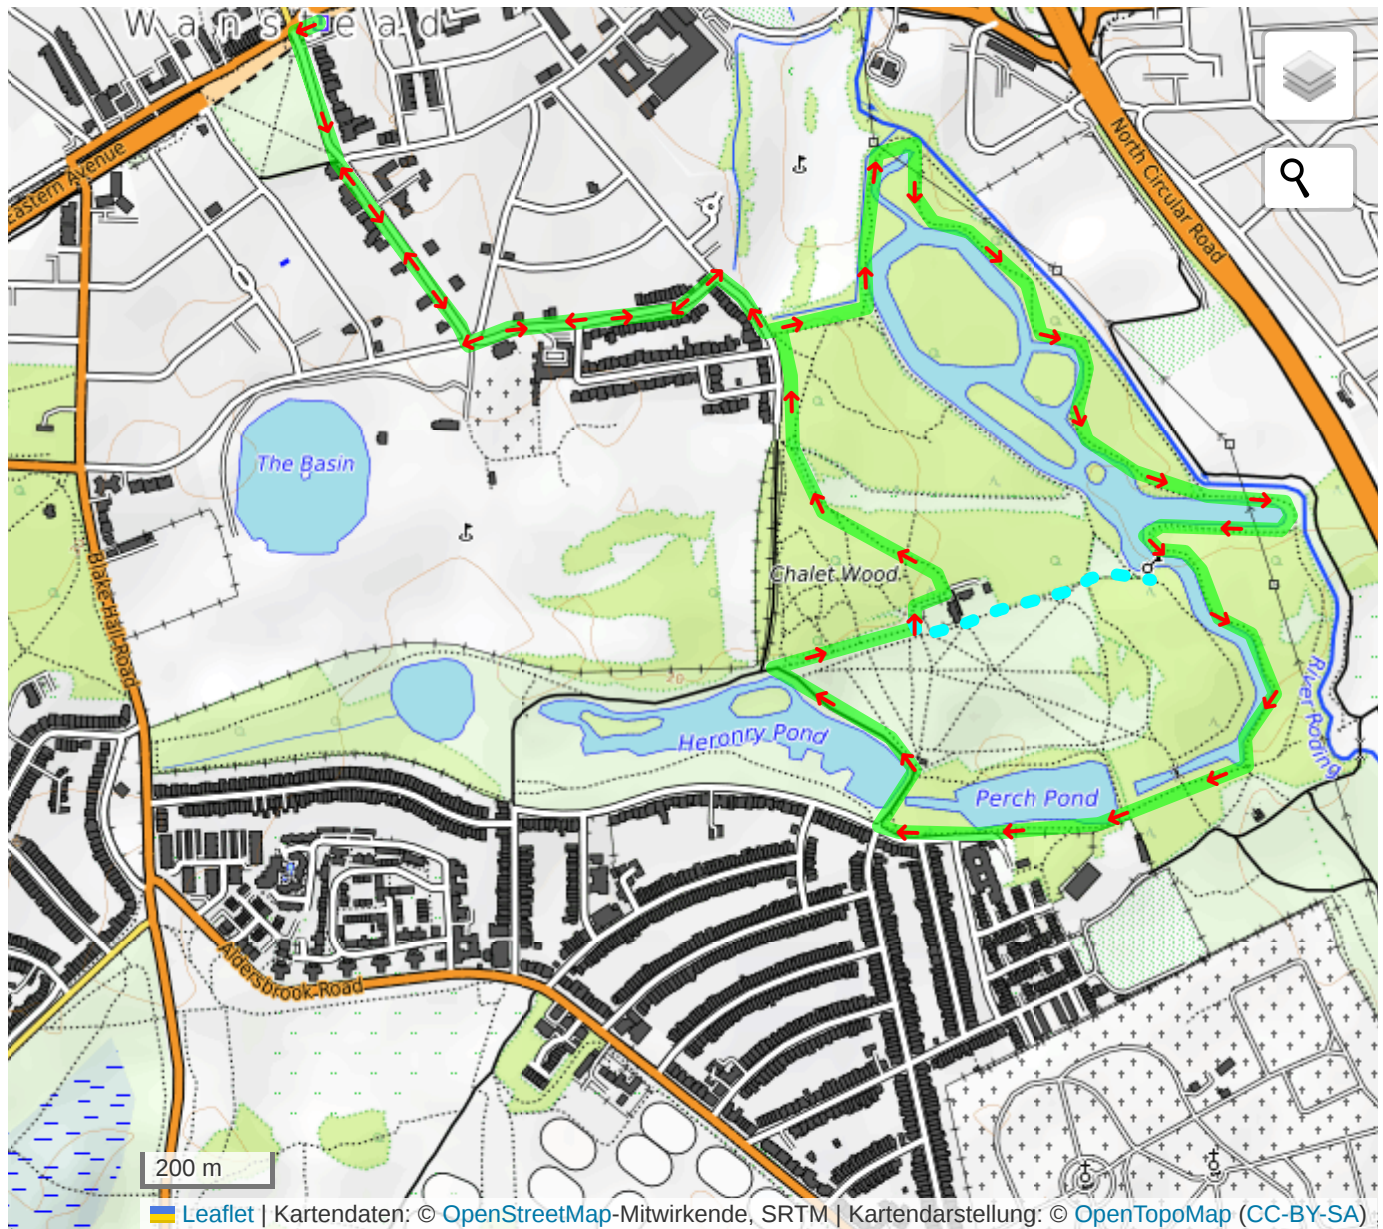 Wanstead
Eastern Avenue
North Circular Road
The Basin
Blake Hall Road
Chalet Wood
River Roding
20
Heronry Pond
Perch Pond
Aldersbrook Road
200 m
Leaflet | Kartendaten: © OpenStreetMap-Mitwirkende, SRTM | Kartendarstellung: © OpenTopoMap (CC-BY-SA)